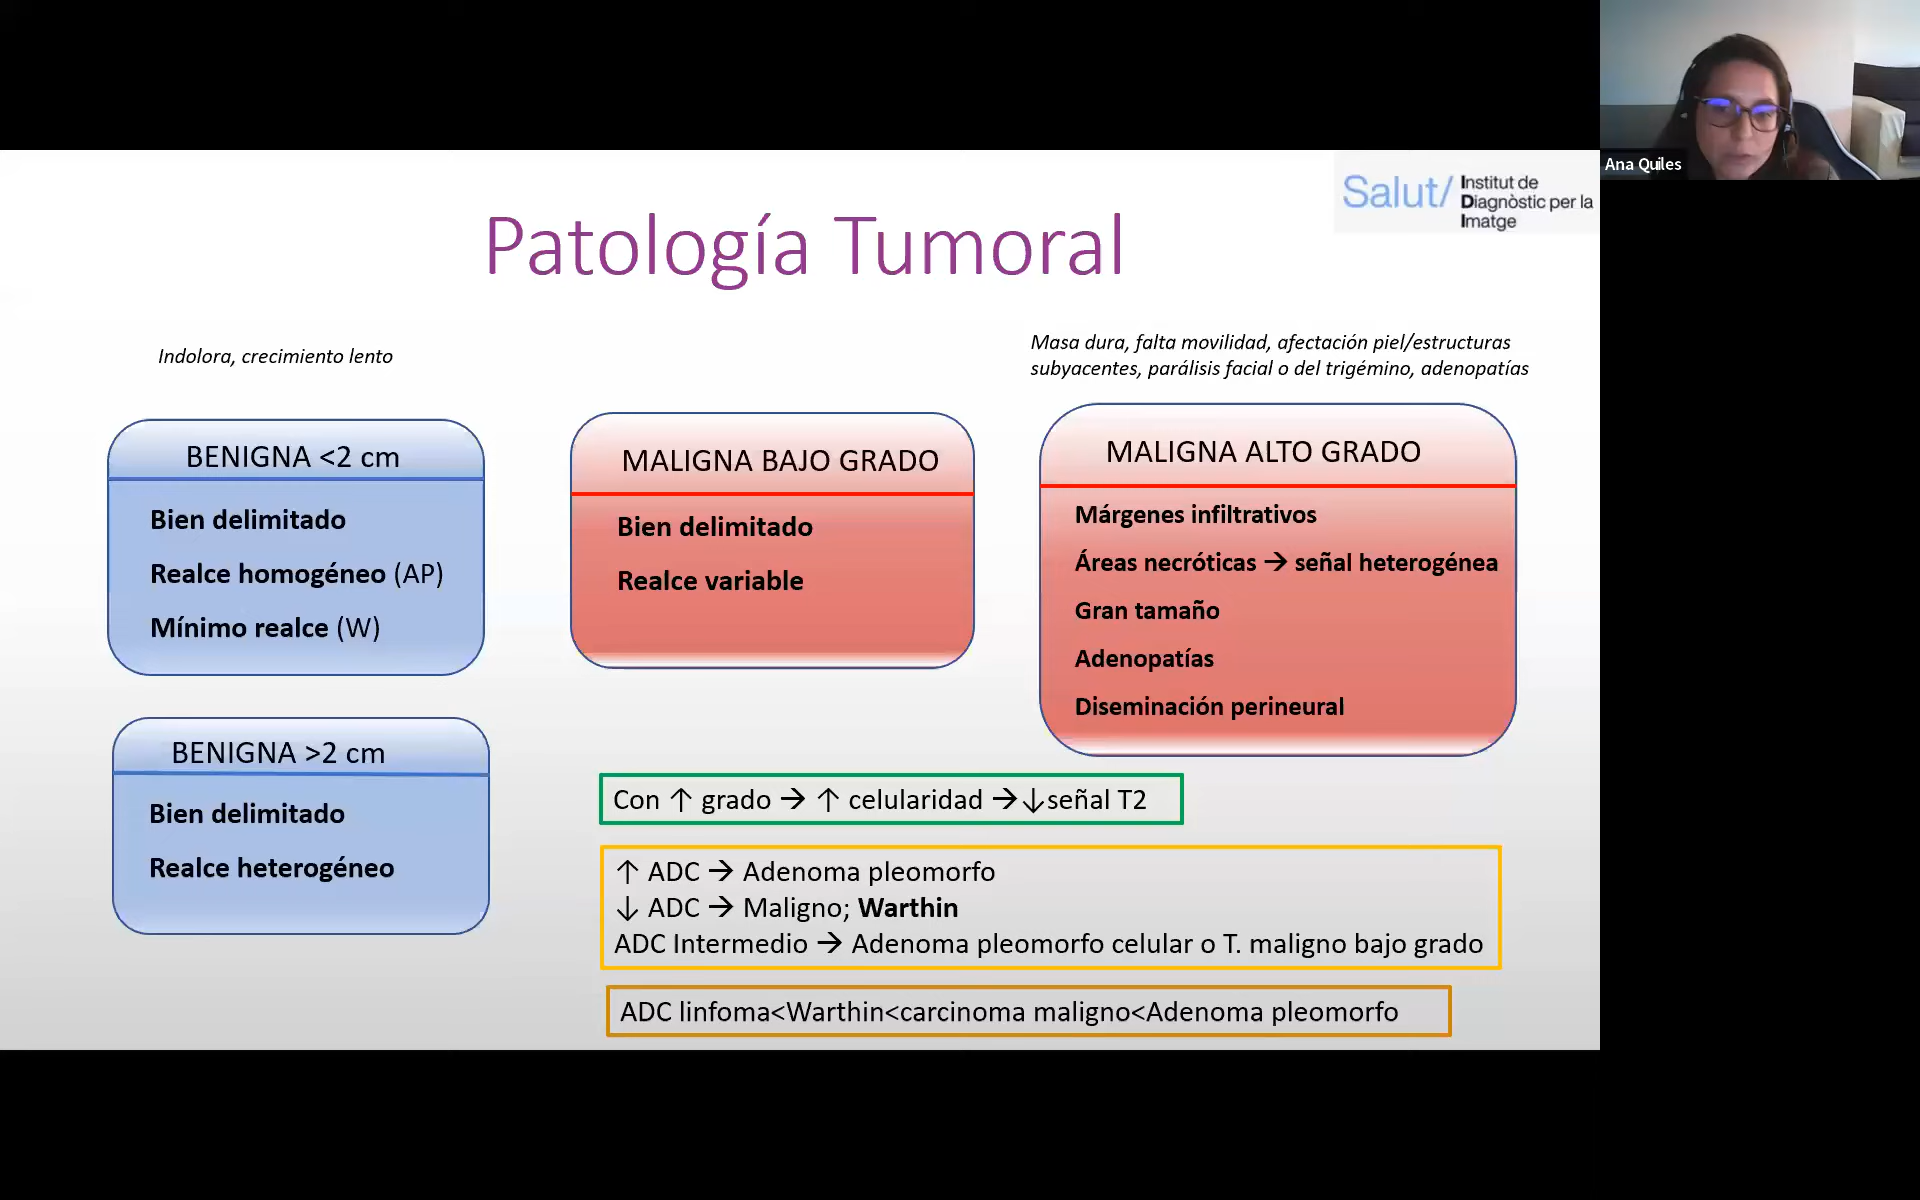 Ana Quiles
Salut/ Institut de
Diagnòstic per la
Imatge
Patología Tumoral
Indolora, crecimiento lento
Masa dura, falta movilidad, afectación piel/estructuras
subyacentes, parálisis facial o del trigémino, adenopatías
BENIGNA <2 cm
Bien delimitado
Realce homogéneo (AP)
Mínimo realce (W)
MALIGNA BAJO GRADO
Bien delimitado
Realce variable
MALIGNA ALTO GRADO
Márgenes infiltrativos
Áreas necróticas → señal heterogénea
Gran tamaño
Adenopatías
Diseminación perineural
BENIGNA >2 cm
Bien delimitado
Realce heterogéneo
Con ↑ grado → ↑ celularidad →↓señal T2
↑ ADC → Adenoma pleomorfo
↓ ADC → Maligno; Warthin
ADC Intermedio → Adenoma pleomorfo celular o T. maligno bajo grado
ADC linfoma<Warthin<carcinoma maligno<Adenoma pleomorfo